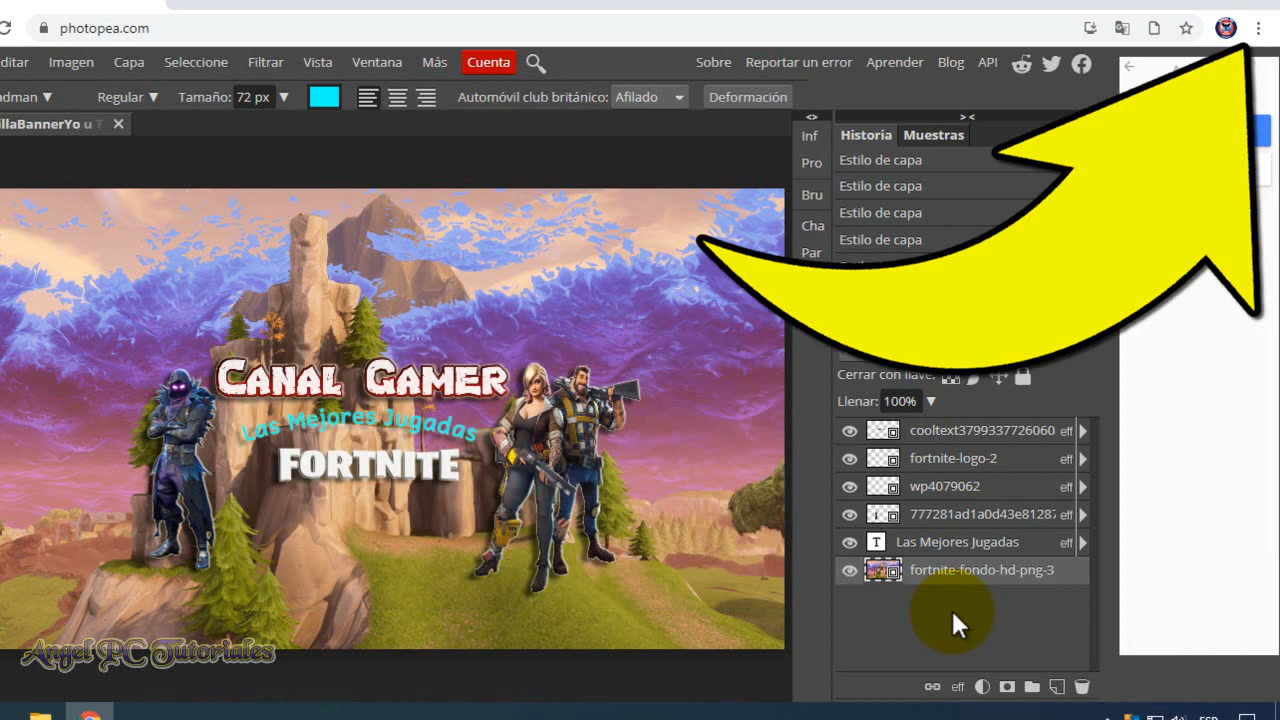 photopea.com
ditar Imagen Capa Seleccione Filtrar Vista Ventana Más Cuenta Sobre Reportar un error Aprender Blog API
adman Regular Tamaño: 72 px Automóvil club británico: Afilado Deformación
illaBannerYo u T
Inf
Pro
Bru
Cha
Par
Historia Muestras
Estilo de capa
Estilo de capa
Estilo de capa
Estilo de capa
Canal Gamer
Las Mejores Jugadas
FORTNITE
Cerrar con llave:
Llenar: 100%
cooltext3799337726060 eff
fortnite-logo-2 eff
wp4079062 eff
777281ad1a0d43e81287 eff
T Las Mejores Jugadas eff
fortnite-fondo-hd-png-3
Angel PC Tutoriales
eff
ESP